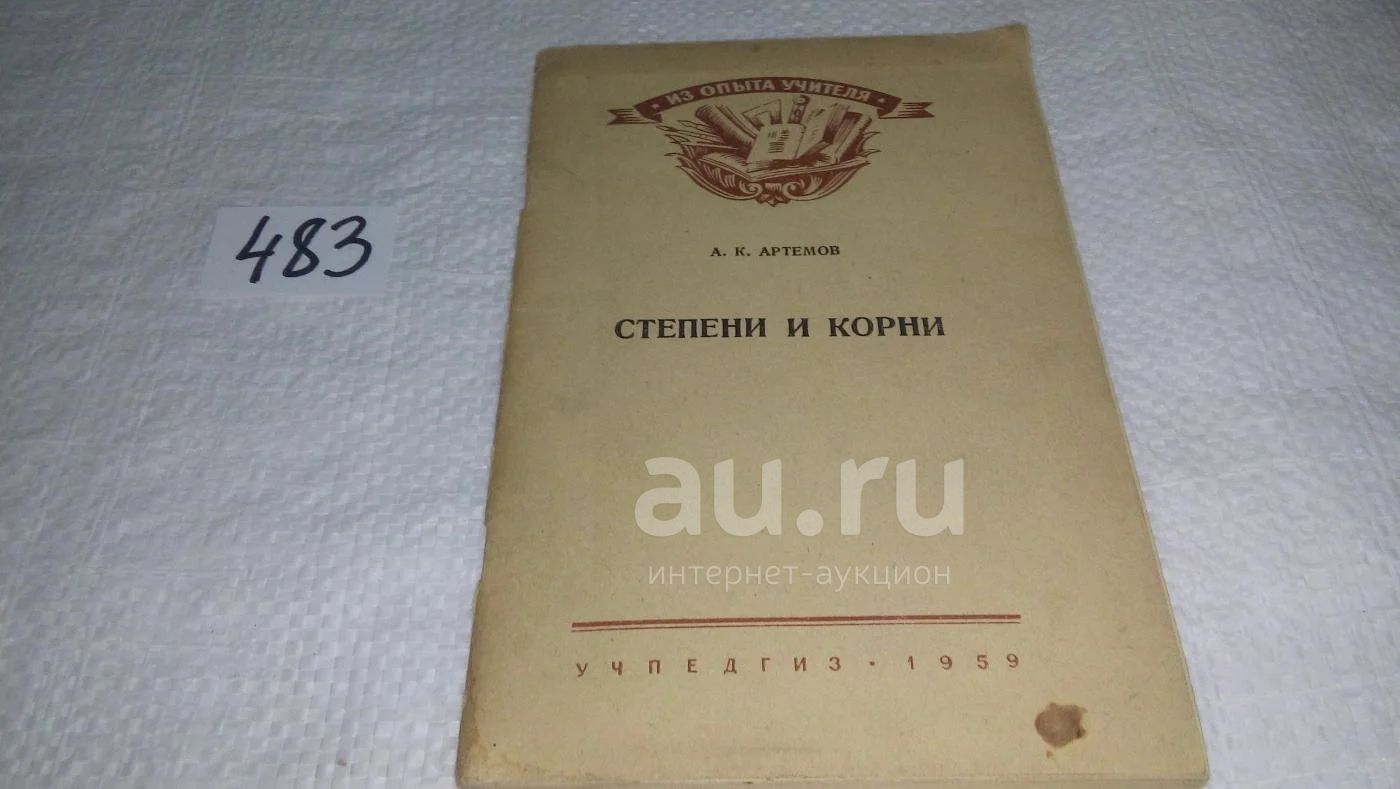 • ИЗ ОПЫТА УЧИТЕЛЯ •
483
А. К. АРТЕМОВ
СТЕПЕНИ И КОРНИ
au.ru
интернет-аукцион
УЧПЕДГИЗ • 1959